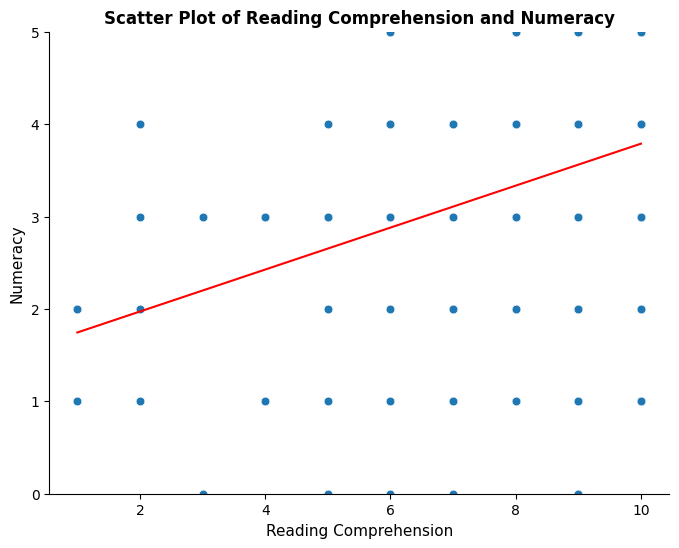 Scatter Plot of Reading Comprehension and Numeracy
5
4
3
2
1
0
Numeracy
2 4 6 8 10
Reading Comprehension